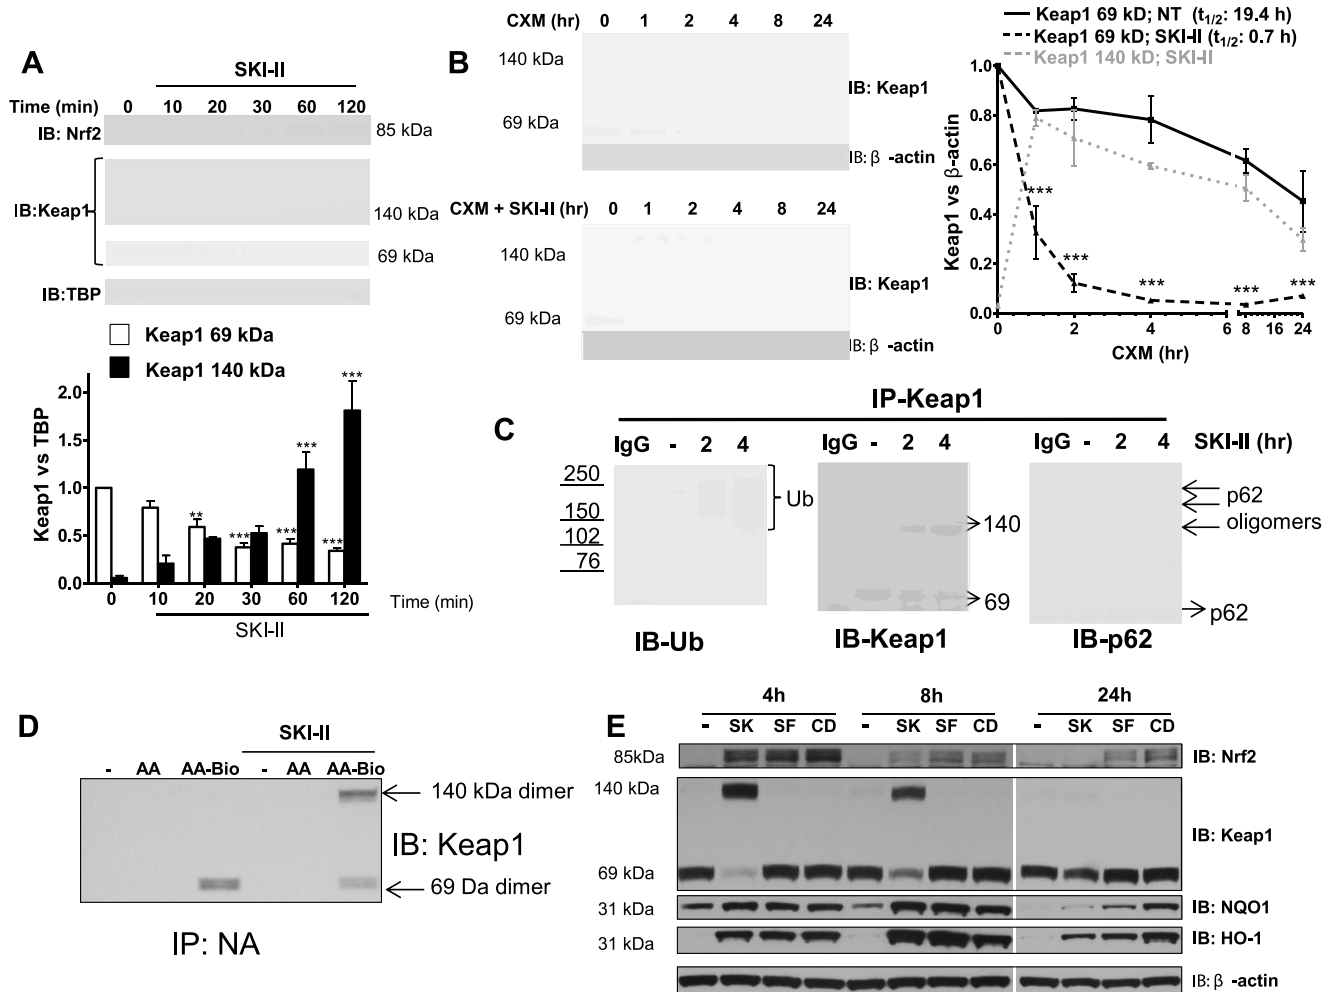 A
SKI-II
Time (min) 0 10 20 30 60 120
IB: Nrf2
85 kDa
IB:Keap1
140 kDa
69 kDa
IB:TBP
Keap1 69 kDa
Keap1 140 kDa
Keap1 vs TBP
2.0
1.5
1.0
0.5
0.0
** *** *** *** *** ***
0 10 20 30 60 120
Time (min)
SKI-II
B
CXM (hr) 0 1 2 4 8 24
140 kDa
IB: Keap1
69 kDa
IB: β -actin
CXM + SKI-II (hr) 0 1 2 4 8 24
140 kDa
IB: Keap1
69 kDa
IB: β -actin
Keap1 69 kD; NT (t1/2: 19.4 h)
Keap1 69 kD; SKI-II (t1/2: 0.7 h)
Keap1 140 kD; SKI-II
Keap1 vs β-actin
1.0
0.8
0.6
0.4
0.2
0.0
*** *** *** *** ***
0 2 4 6 8 16 24
CXM (hr)
C
IP-Keap1
IgG - 2 4 IgG - 2 4 IgG - 2 4 SKI-II (hr)
250
150
102
76
Ub
140
69
p62
oligomers
p62
IB-Ub IB-Keap1 IB-p62
D
SKI-II
- AA AA-Bio - AA AA-Bio
140 kDa dimer
IB: Keap1
69 Da dimer
IP: NA
E
4h 8h 24h
- SK SF CD - SK SF CD - SK SF CD
85kDa IB: Nrf2
140 kDa
IB: Keap1
69 kDa
31 kDa IB: NQO1
31 kDa IB: HO-1
IB: β -actin